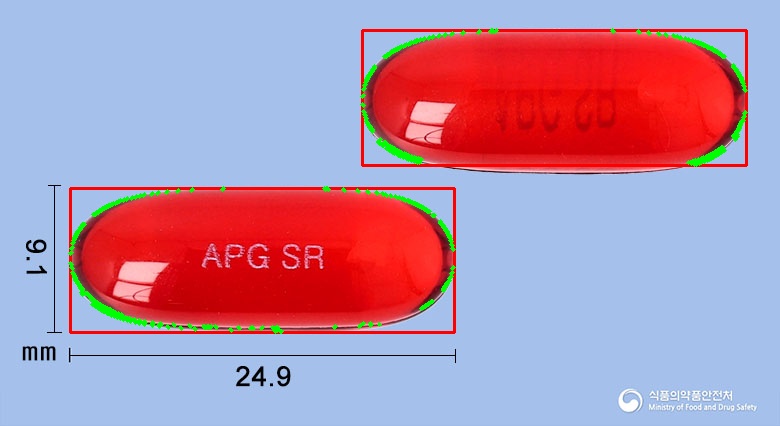 APG SR
9.1
mm
24.9
식품의약품안전처
Ministry of Food and Drug Safety